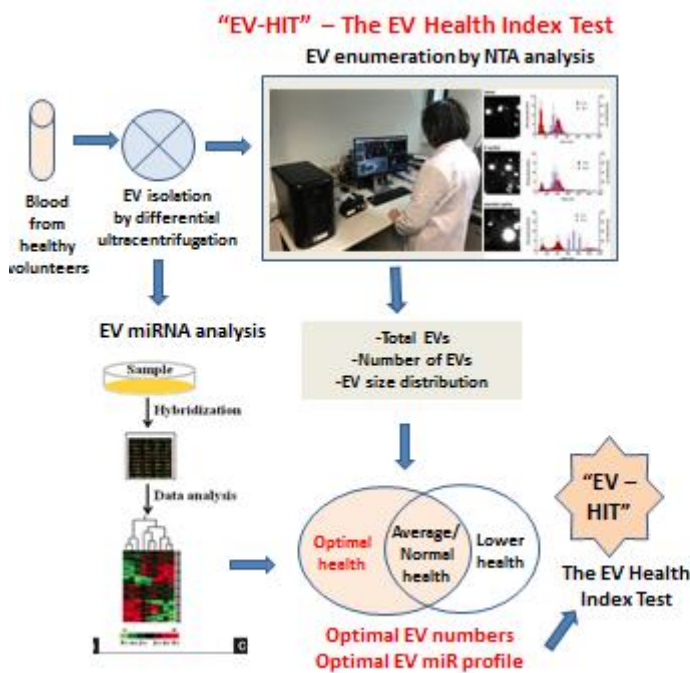 “EV-HIT” – The EV Health Index Test
EV enumeration by NTA analysis
Blood
from
healthy
volunteers
EV isolation
by differential
ultracentrifugation
EV miRNA analysis
Sample
Hybridization
Data analysis
-Total EVs
-Number of EVs
-EV size distribution
Optimal
health
Average/
Normal
health
Lower
health
Optimal EV numbers
Optimal EV miR profile
“EV –
HIT”
The EV Health
Index Test